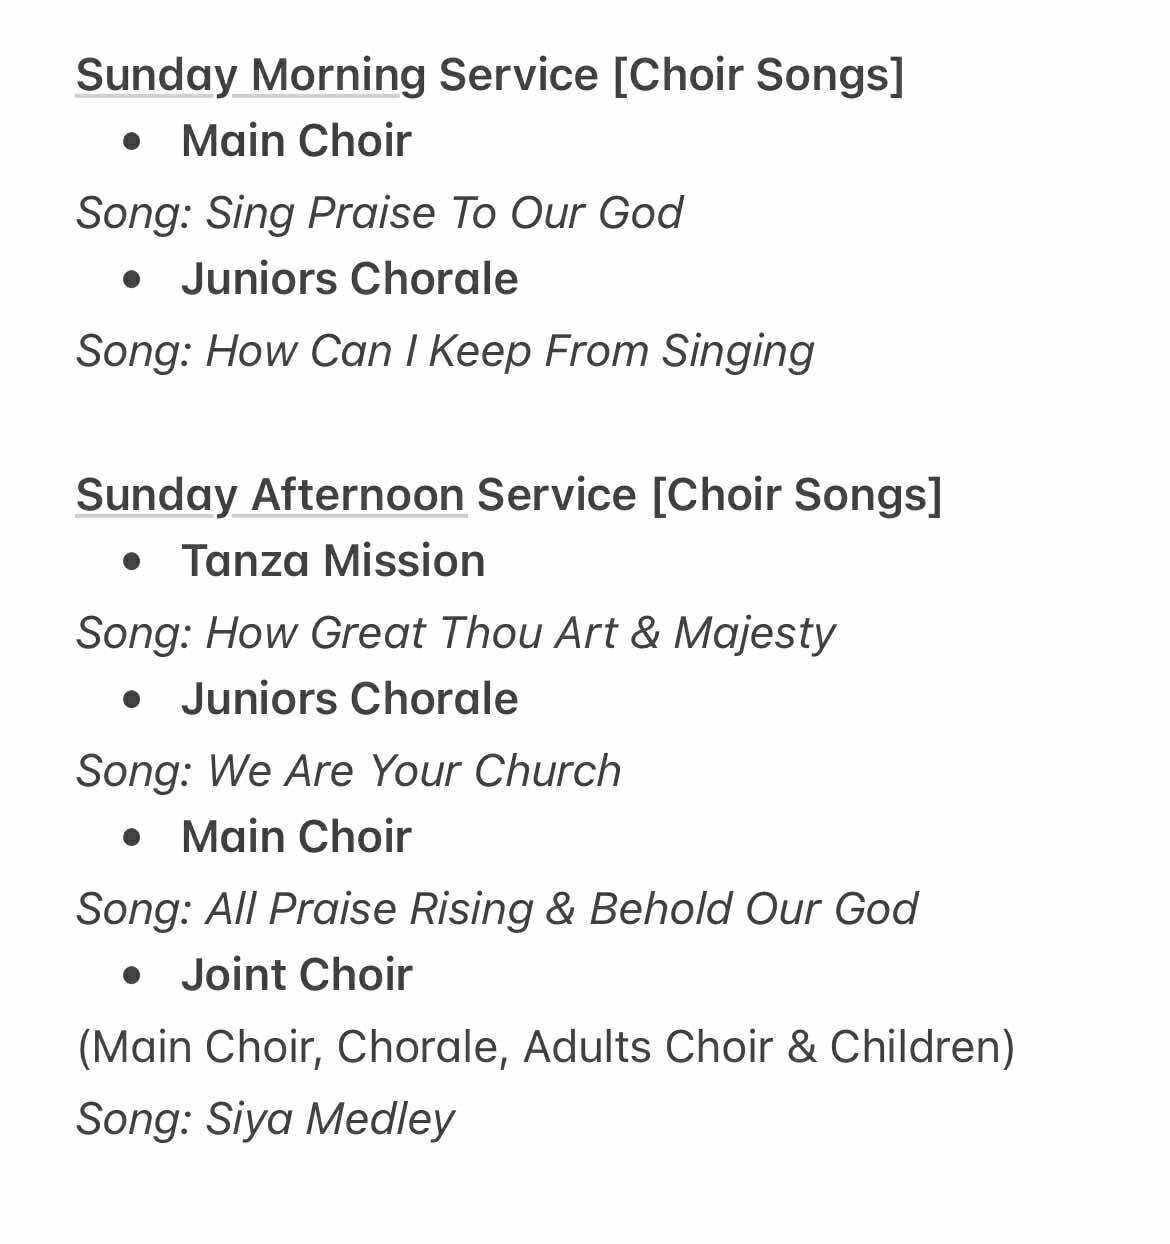 Sunday Morning Service [Choir Songs]
• Main Choir
Song: Sing Praise To Our God
• Juniors Chorale
Song: How Can I Keep From Singing
Sunday Afternoon Service [Choir Songs]
• Tanza Mission
Song: How Great Thou Art & Majesty
• Juniors Chorale
Song: We Are Your Church
• Main Choir
Song: All Praise Rising & Behold Our God
• Joint Choir
(Main Choir, Chorale, Adults Choir & Children)
Song: Siya Medley